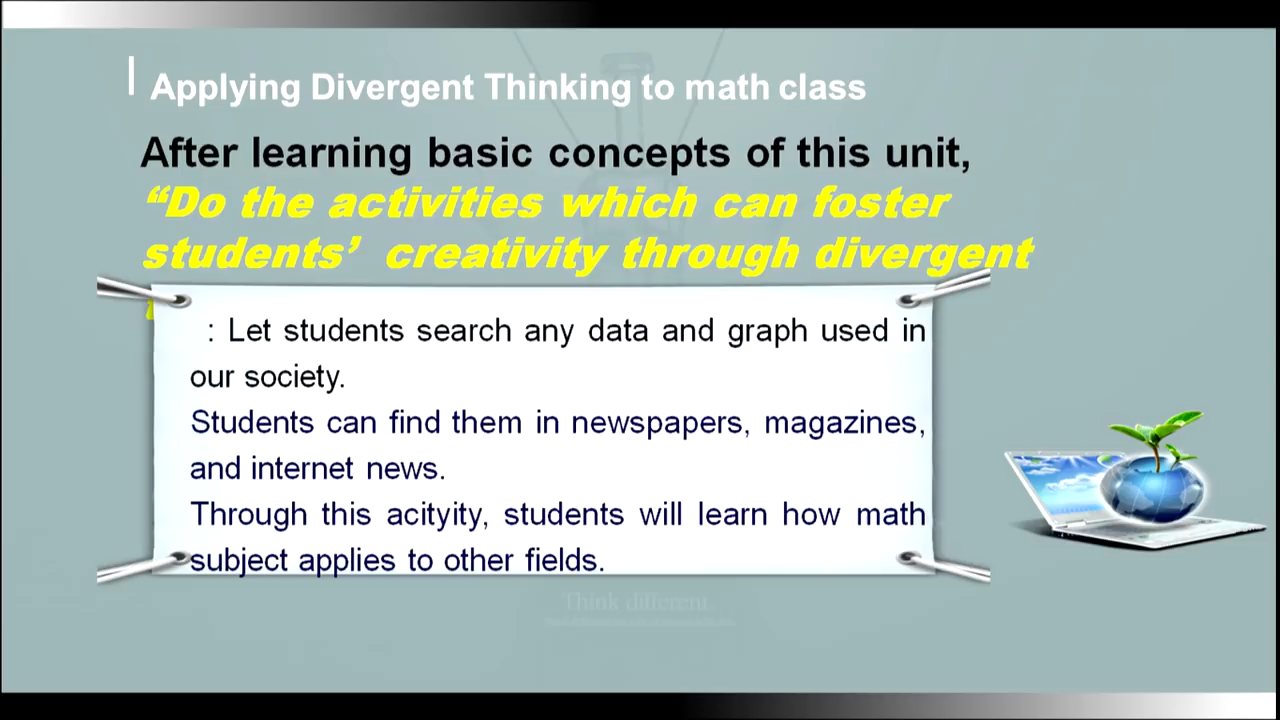 Applying Divergent Thinking to math class
After learning basic concepts of this unit,
“Do the activities which can foster
students’ creativity through divergent
: Let students search any data and graph used in
our society.
Students can find them in newspapers, magazines,
and internet news.
Through this acityity, students will learn how math
subject applies to other fields.
Think different.